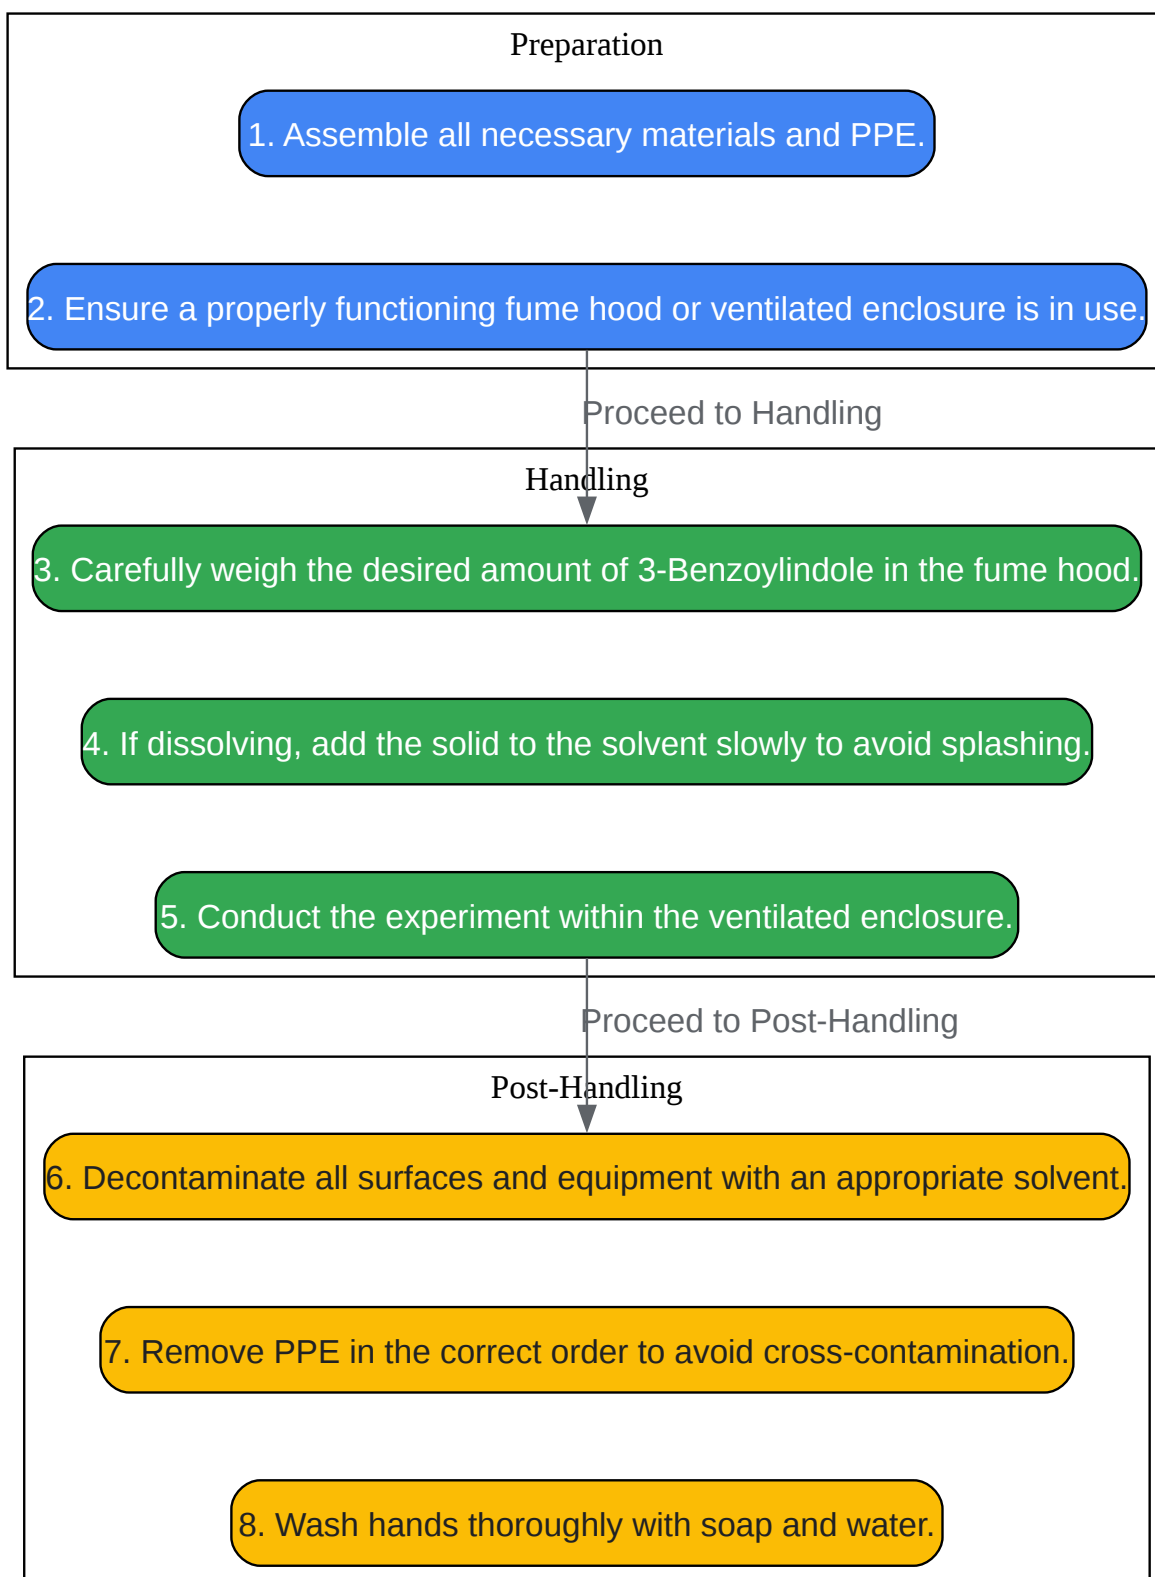 Preparation
1. Assemble all necessary materials and PPE.
2. Ensure a properly functioning fume hood or ventilated enclosure is in use.
Proceed to Handling
Handling
3. Carefully weigh the desired amount of 3-Benzoylindole in the fume hood.
4. If dissolving, add the solid to the solvent slowly to avoid splashing.
5. Conduct the experiment within the ventilated enclosure.
Proceed to Post-Handling
Post-Handling
6. Decontaminate all surfaces and equipment with an appropriate solvent.
7. Remove PPE in the correct order to avoid cross-contamination.
8. Wash hands thoroughly with soap and water.